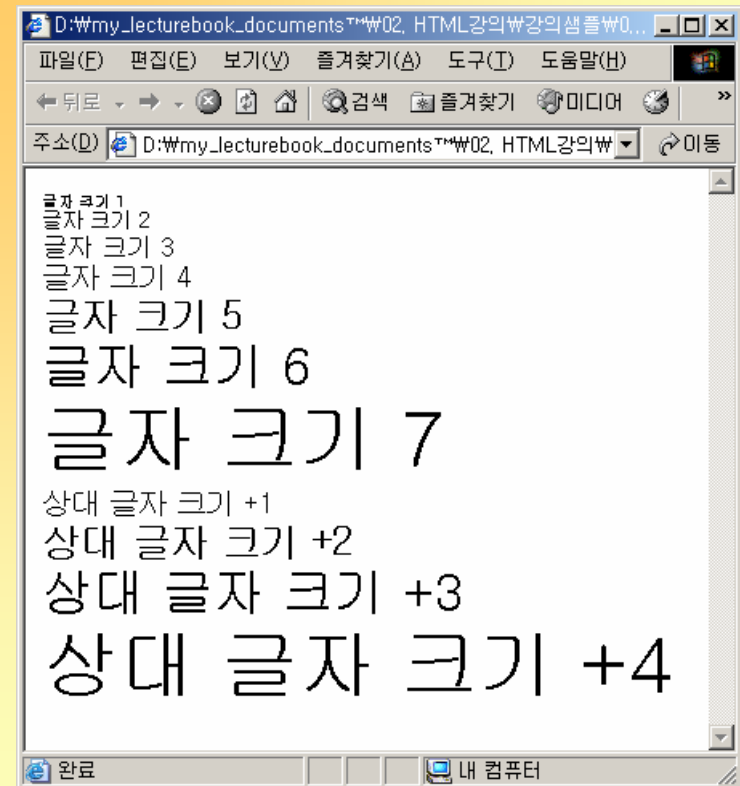 D:₩my_lecturebook_documents™₩02, HTML강의₩강의샘플₩0...
파일(F) 편집(E) 보기(V) 즐겨찾기(A) 도구(T) 도움말(H)
뒤로 검색 즐겨찾기 미디어 »
주소(D) D:₩my_lecturebook_documents™₩02, HTML강의₩ 이동
글자 크기 1
글자 크기 2
글자 크기 3
글자 크기 4
글자 크기 5
글자 크기 6
글자 크기 7
상대 글자 크기 +1
상대 글자 크기 +2
상대 글자 크기 +3
상대 글자 크기 +4
완료 내 컴퓨터